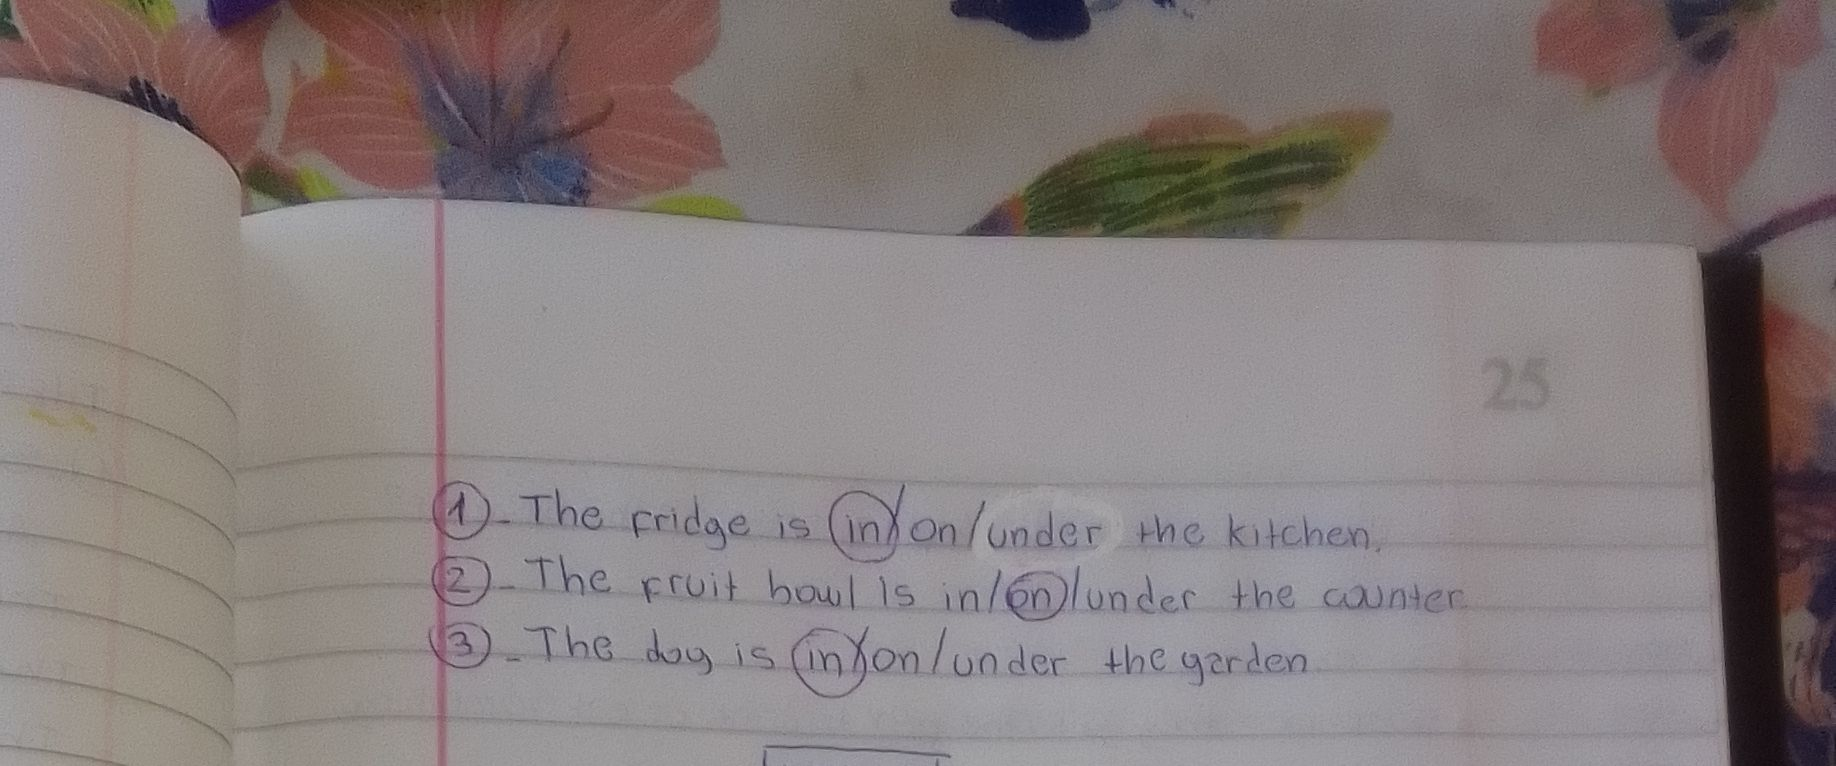 25
1 - The fridge is in/on/under the kitchen.
2 - The fruit bowl is in/on/under the counter
3 - The dog is in/on/under the garden